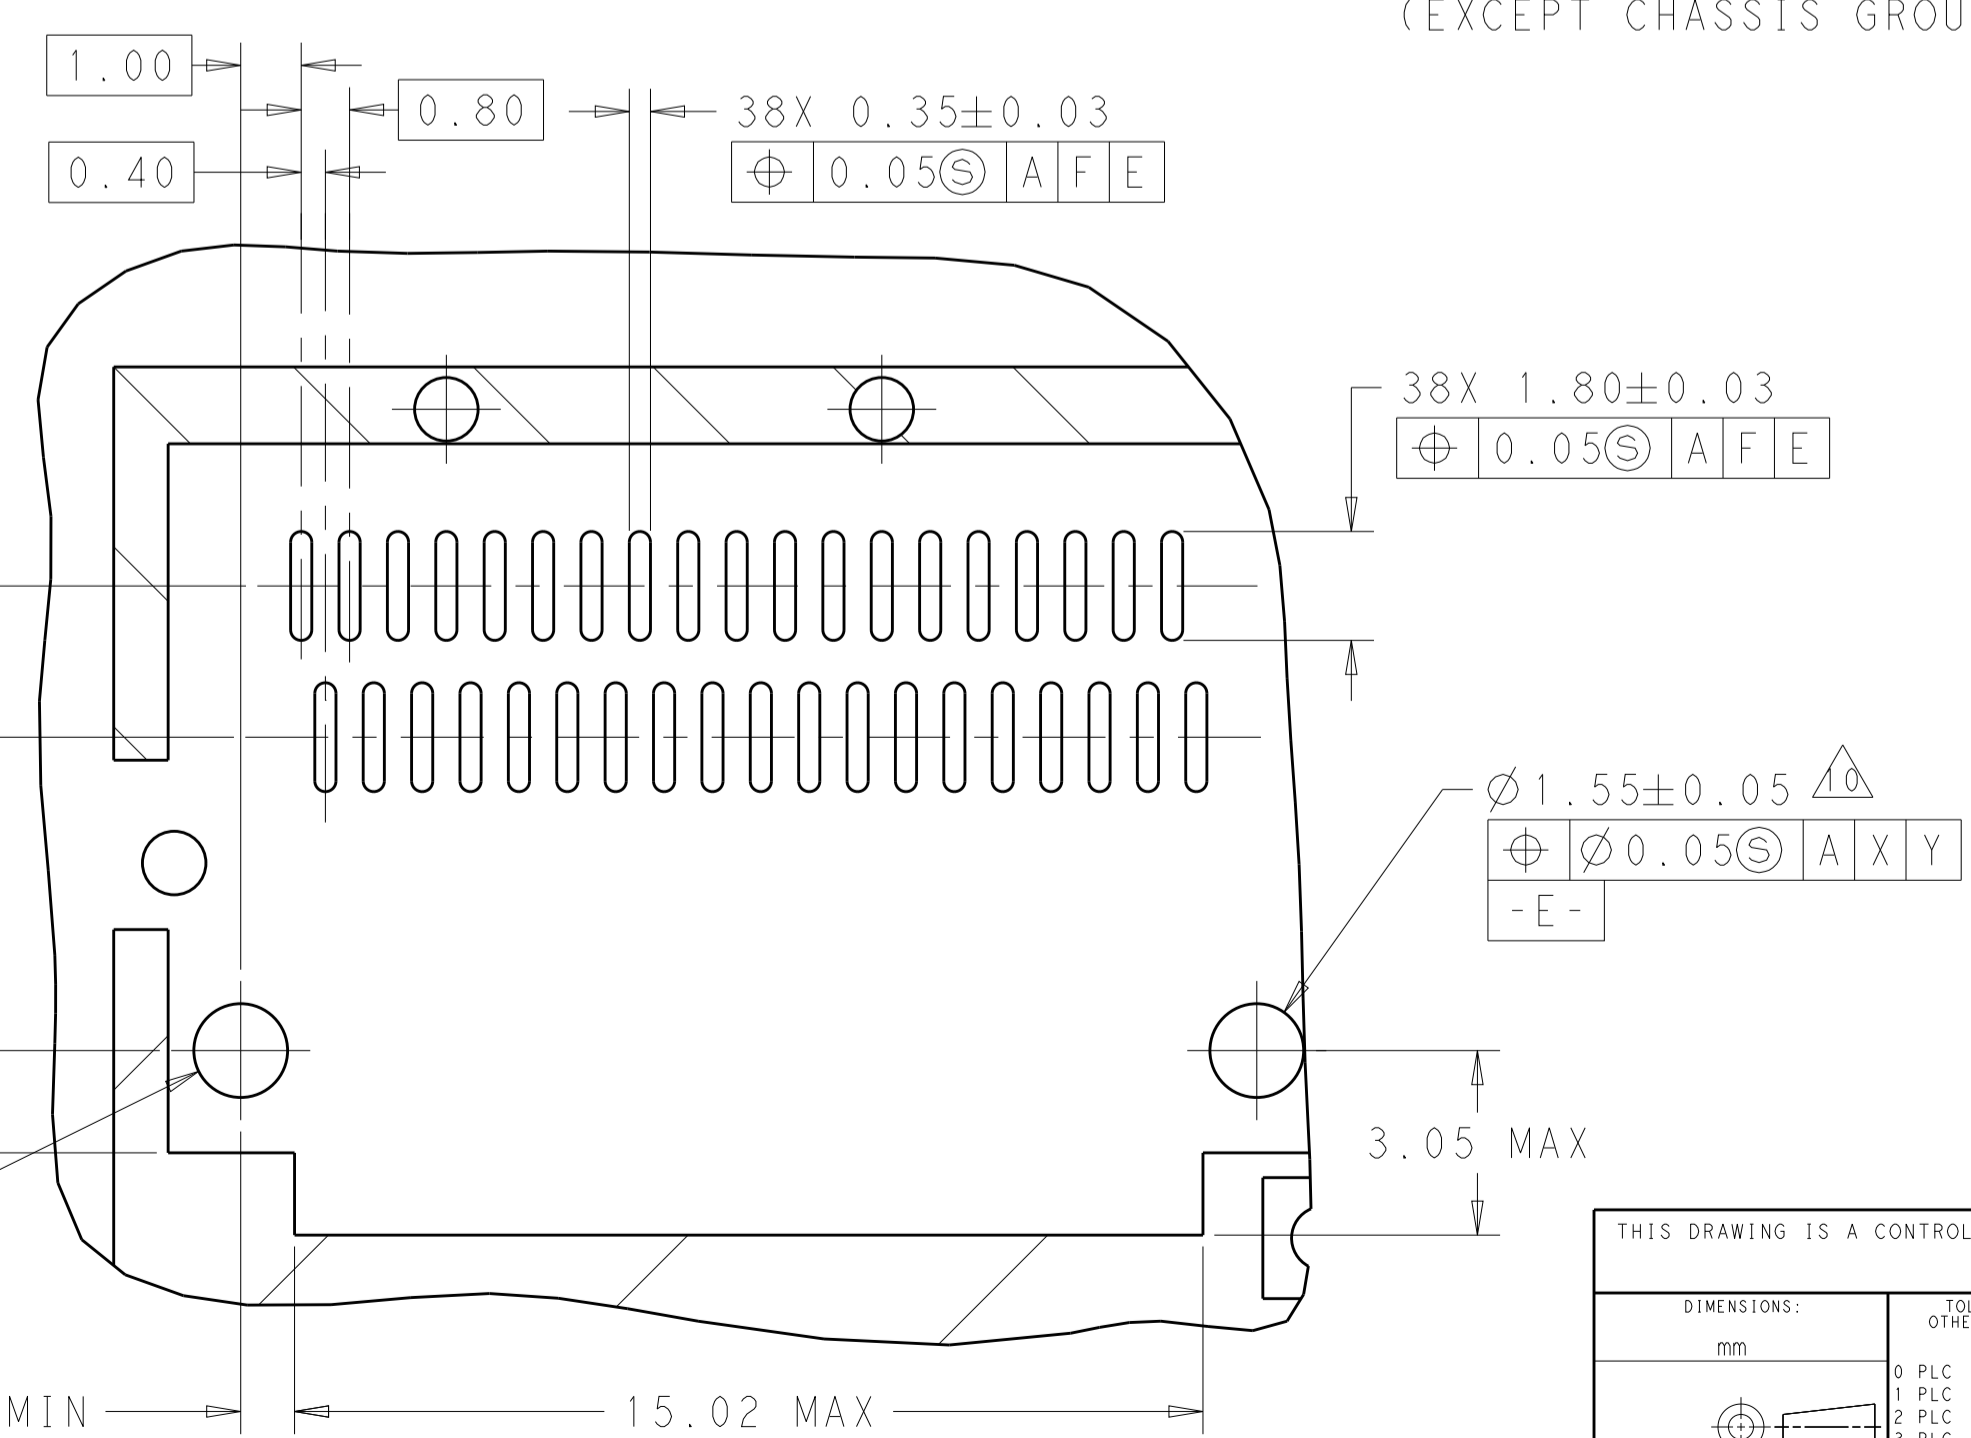 (EXCEPT CHASSIS GROU
1.00
0.80
38X 0.35±0.03
0.40
⌖ 0.05Ⓢ A F E
38X 1.80±0.03
⌖ 0.05Ⓢ A F E
⌀1.55±0.05 10
⌖ ⌀0.05Ⓢ A X Y
-E-
3.05 MAX
THIS DRAWING IS A CONTROL
DIMENSIONS:
mm
TOL
OTHE
0 PLC
1 PLC
2 PLC
MIN
15.02 MAX